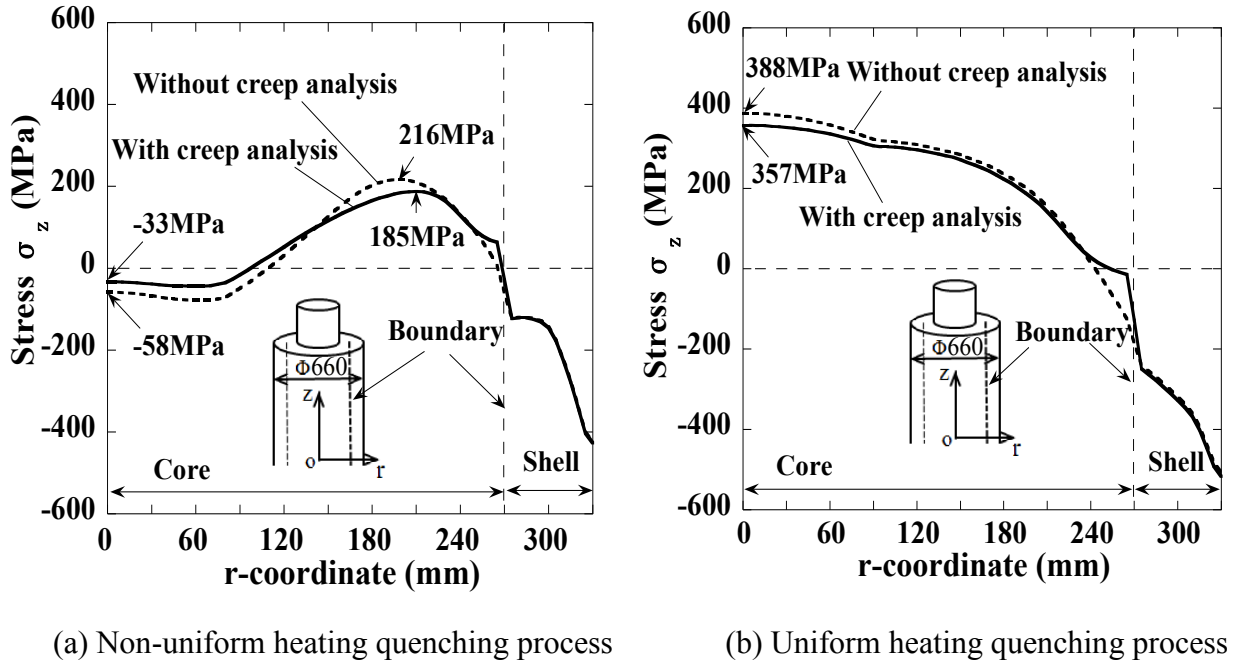 600
400
200
0
-200
-400
-600
Stress σ z (MPa)
Without creep analysis
With creep analysis
216MPa
185MPa
-33MPa
-58MPa
Boundary
Φ660
z
o
r
Core
Shell
0 60 120 180 240 300
r-coordinate (mm)
(a) Non-uniform heating quenching process
600
400
200
0
-200
-400
-600
Stress σ z (MPa)
388MPa
Without creep analysis
357MPa
With creep analysis
Boundary
Φ660
z
o
r
Core
Shell
0 60 120 180 240 300
r-coordinate (mm)
(b) Uniform heating quenching process